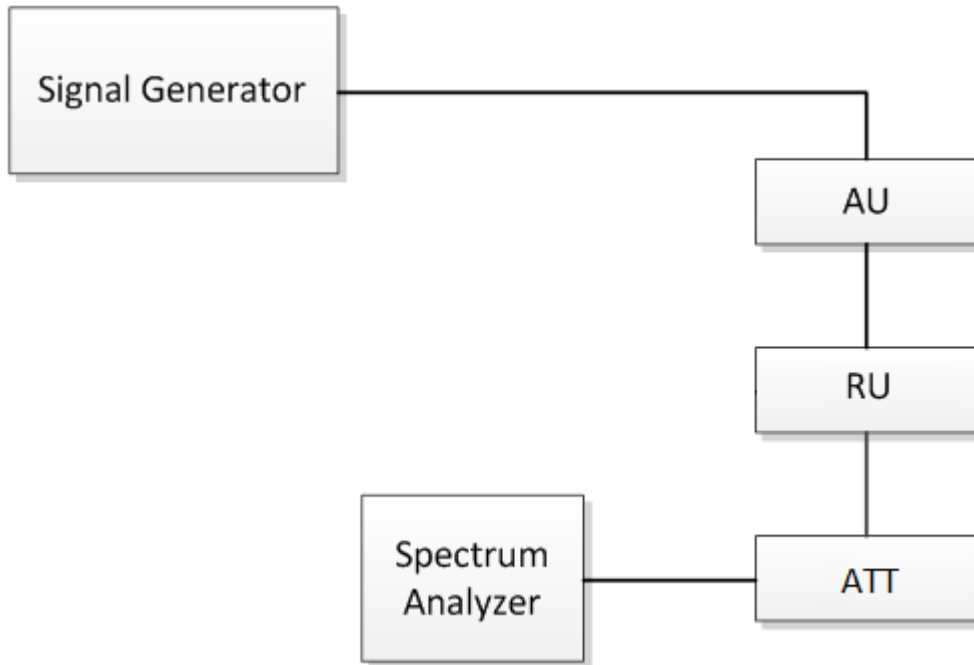 Signal Generator
AU
RU
ATT
Spectrum
Analyzer